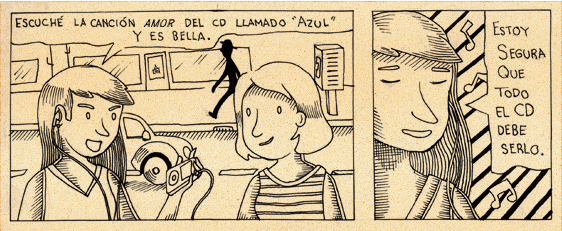 ESCUCHÉ LA CANCIÓN AMOR DEL CD LLAMADO "AZUL"
Y ES BELLA.
ESTOY
SEGURA
QUE
TODO
EL CD
DEBE
SERLO.